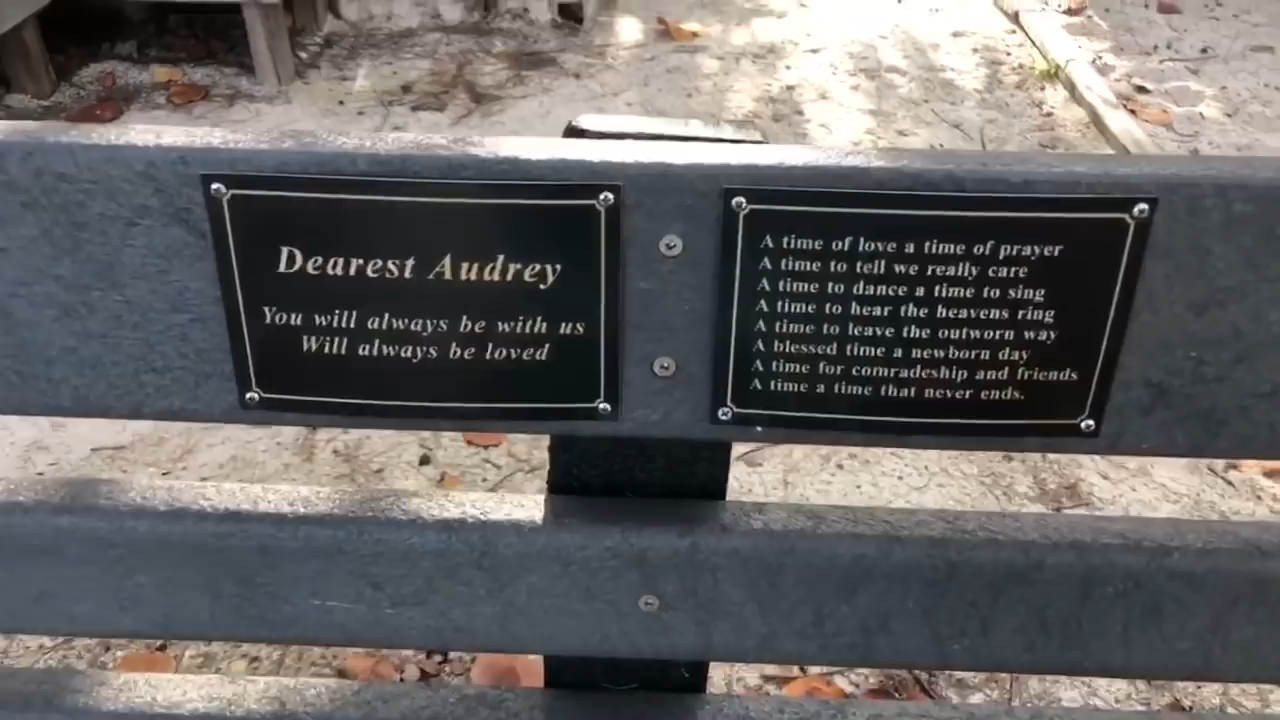 Dearest Audrey
You will always be with us
Will always be loved
A time of love a time of prayer
A time to tell we really care
A time to dance a time to sing
A time to hear the heavens ring
A time to leave the outworn way
A blessed time a newborn day
A time for comradeship and friends
A time a time that never ends.